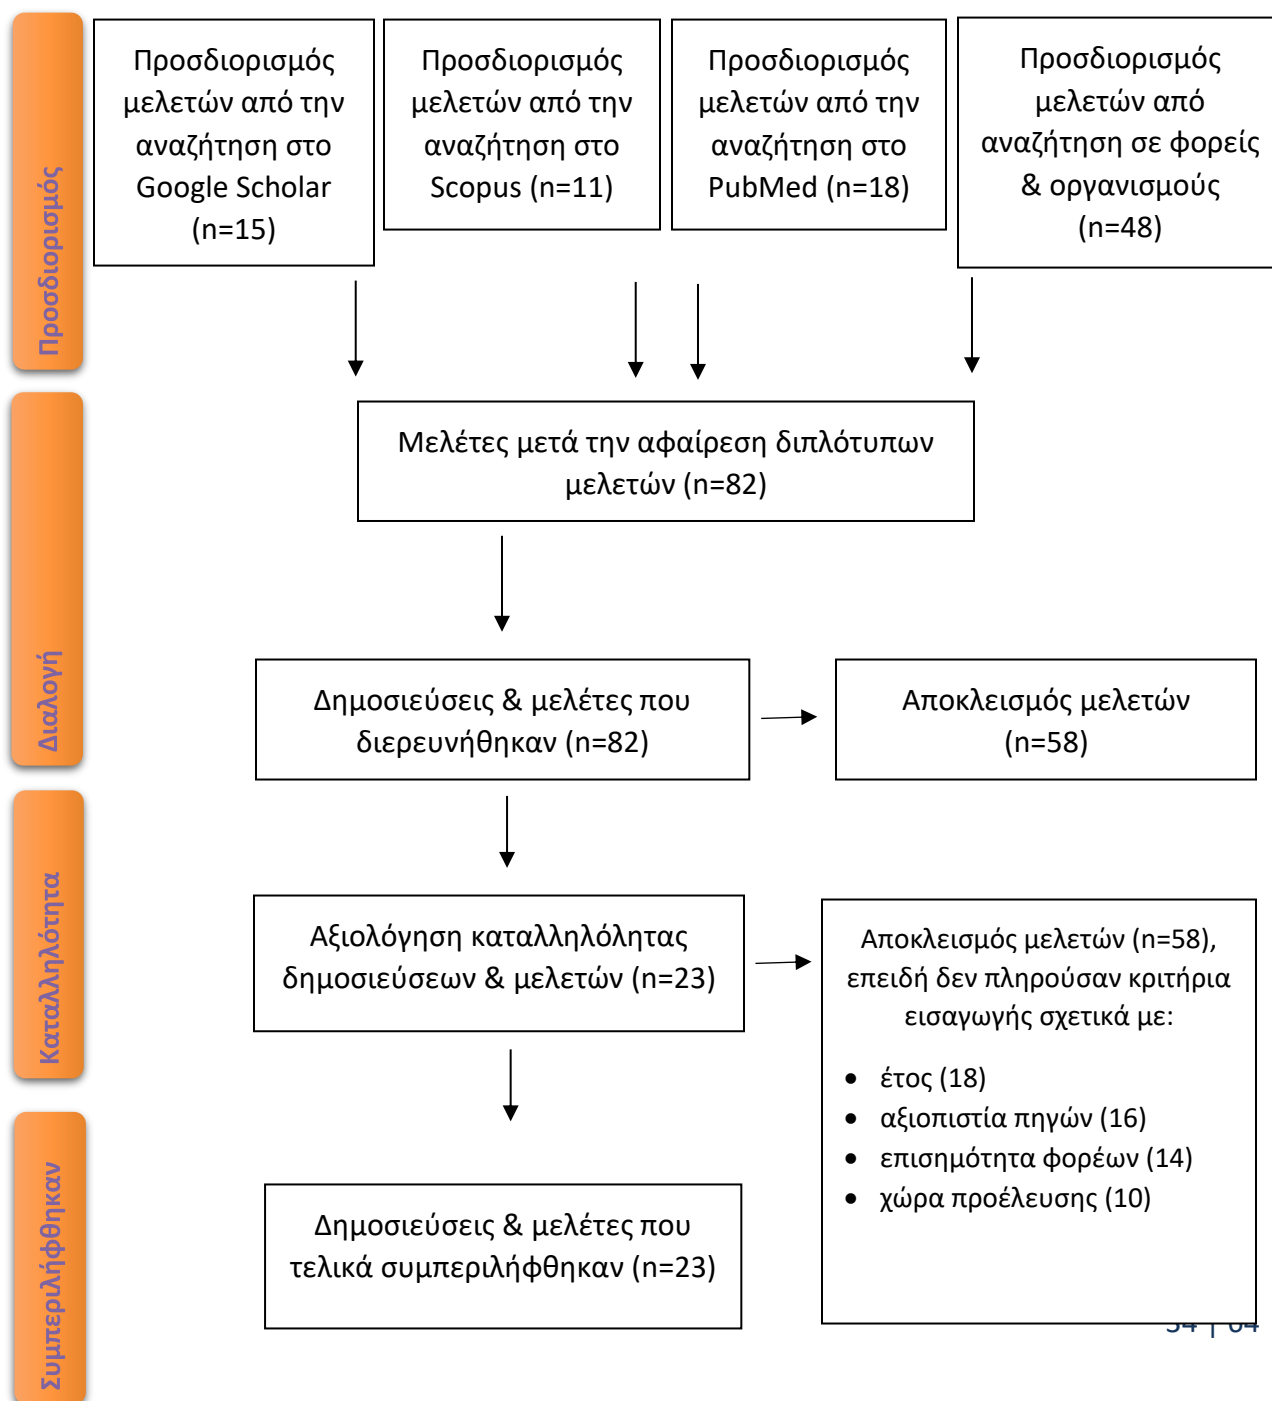 Προσδιορισμός
Προσδιορισμός
μελετών από την
αναζήτηση στο
Google Scholar
(n=15)
Προσδιορισμός
μελετών από την
αναζήτηση στο
Scopus (n=11)
Προσδιορισμός
μελετών από την
αναζήτηση στο
PubMed (n=18)
Προσδιορισμός
μελετών από
αναζήτηση σε φορείς
& οργανισμούς
(n=48)
Διαλογή
Μελέτες μετά την αφαίρεση διπλότυπων
μελετών (n=82)
Δημοσιεύσεις & μελέτες που
διερευνήθηκαν (n=82)
Αποκλεισμός μελετών
(n=58)
Καταλληλότητα
Αξιολόγηση καταλληλόλητας
δημοσιεύσεων & μελετών (n=23)
Αποκλεισμός μελετών (n=58),
επειδή δεν πληρούσαν κριτήρια
εισαγωγής σχετικά με:
• έτος (18)
• αξιοπιστία πηγών (16)
• επισημότητα φορέων (14)
• χώρα προέλευσης (10)
Συμπεριλήφθηκαν
Δημοσιεύσεις & μελέτες που
τελικά συμπεριλήφθηκαν (n=23)